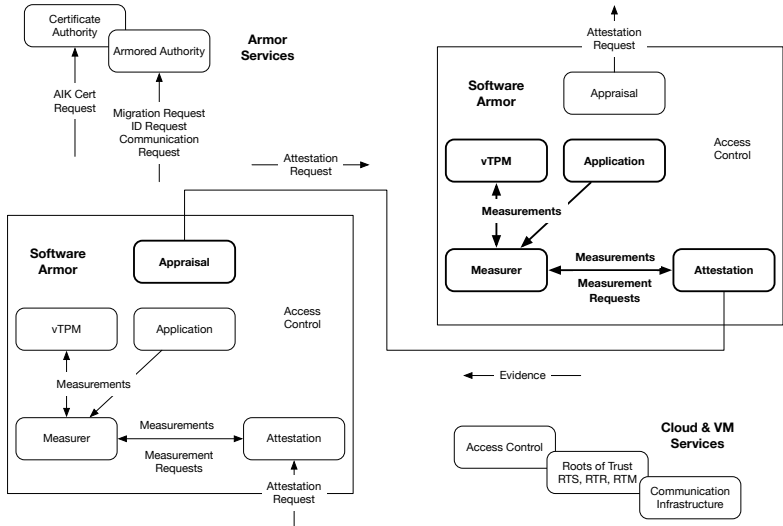 Certificate
Authority
Armored Authority
Armor
Services
AIK Cert
Request
Migration Request
ID Request
Communication
Request
Attestation
Request
Attestation
Request
Software
Armor
Appraisal
vTPM
Application
Access
Control
Measurements
Measurer
Measurements
Measurement
Requests
Attestation
Software
Armor
Appraisal
vTPM
Application
Access
Control
Measurements
Measurer
Measurements
Measurement
Requests
Attestation
Attestation
Request
Evidence
Cloud & VM
Services
Access Control
Roots of Trust
RTS, RTR, RTM
Communication
Infrastructure